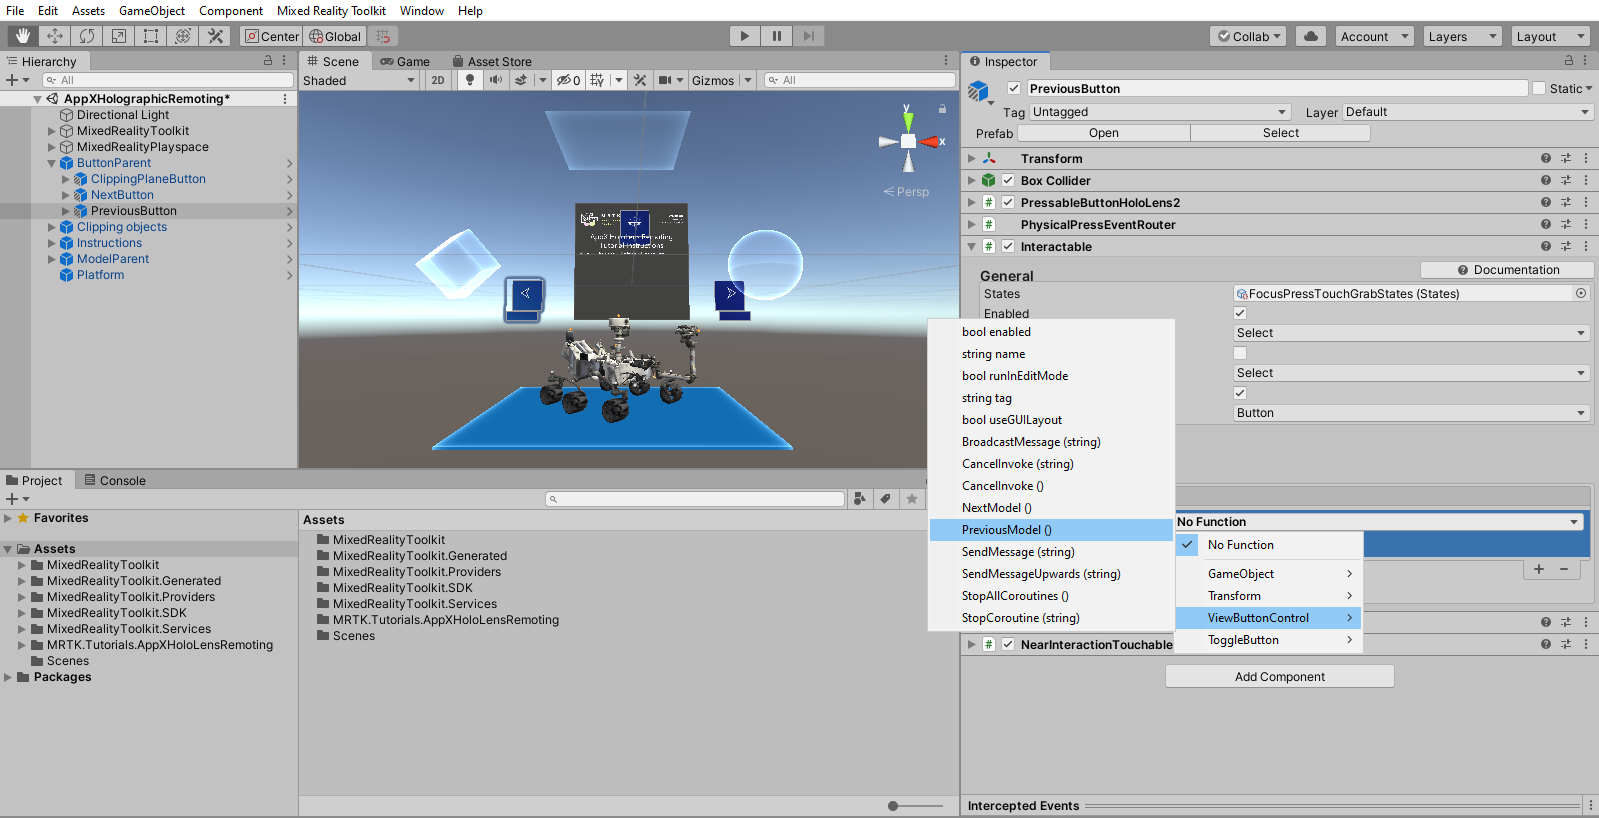 File Edit Assets GameObject Component Mixed Reality Toolkit Window Help
Center Global Collab Account Layers Layout
Hierarchy
All
AppXHolographicRemoting*
Directional Light
MixedRealityToolkit
MixedRealityPlayspace
ButtonParent
ClippingPlaneButton
NextButton
PreviousButton
Clipping objects
Instructions
ModelParent
Platform
Scene Game Asset Store
Shaded 2D 0 Gizmos All
y
x
Persp
AppX Holographic Remoting
Tutorial Instructions
Inspector
PreviousButton Static
Tag Untagged Layer Default
Prefab Open Select
Transform
Box Collider
PressableButtonHoloLens2
PhysicalPressEventRouter
Interactable
Documentation
General
States FocusPressTouchGrabStates (States)
Enabled
Select
Select
Button
bool enabled
string name
bool runInEditMode
string tag
bool useGUILayout
BroadcastMessage (string)
CancelInvoke (string)
CancelInvoke ()
NextModel ()
PreviousModel ()
SendMessage (string)
SendMessageUpwards (string)
StopAllCoroutines ()
StopCoroutine (string)
No Function
No Function
GameObject
Transform
ViewButtonControl
ToggleButton
NearInteractionTouchable
Add Component
Intercepted Events
Project Console
Favorites
Assets
MixedRealityToolkit
MixedRealityToolkit.Generated
MixedRealityToolkit.Providers
MixedRealityToolkit.SDK
MixedRealityToolkit.Services
MRTK.Tutorials.AppXHoloLensRemoting
Scenes
Packages
Assets
MixedRealityToolkit
MixedRealityToolkit.Generated
MixedRealityToolkit.Providers
MixedRealityToolkit.SDK
MixedRealityToolkit.Services
MRTK.Tutorials.AppXHoloLensRemoting
Scenes